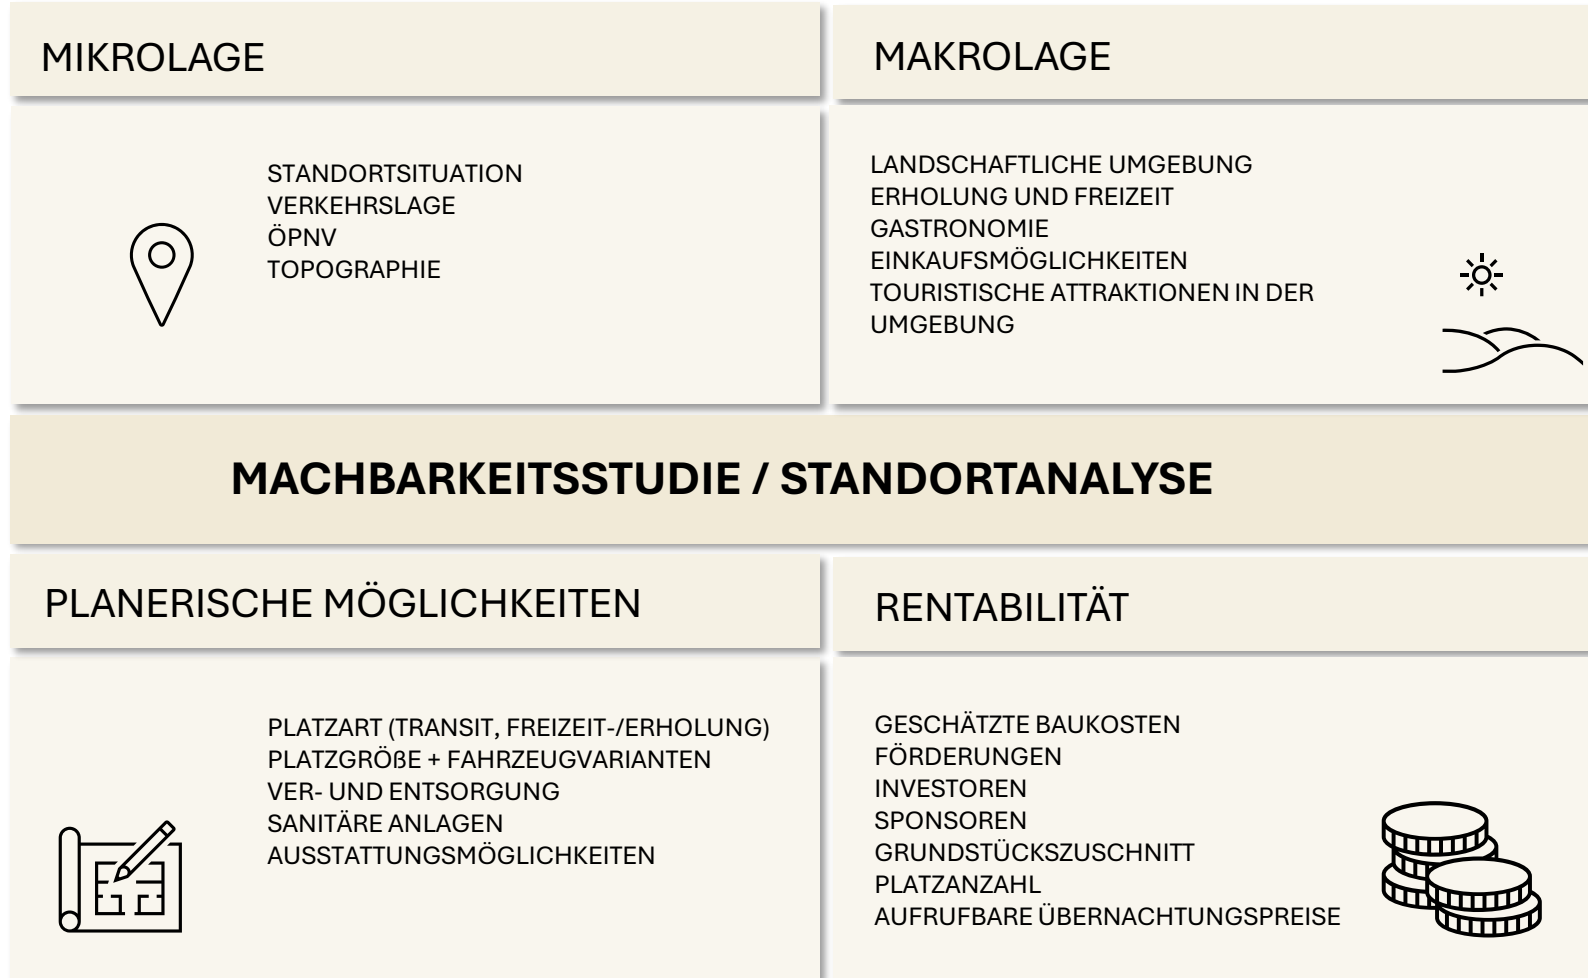 MIKROLAGE
STANDORTSITUATION
VERKEHRSLAGE
ÖPNV
TOPOGRAPHIE
MAKROLAGE
LANDSCHAFTLICHE UMGEBUNG
ERHOLUNG UND FREIZEIT
GASTRONOMIE
EINKAUFSMÖGLICHKEITEN
TOURISTISCHE ATTRAKTIONEN IN DER
UMGEBUNG
MACHBARKEITSSTUDIE / STANDORTANALYSE
PLANERISCHE MÖGLICHKEITEN
PLATZART (TRANSIT, FREIZEIT-/ERHOLUNG)
PLATZGRÖßE + FAHRZEUGVARIANTEN
VER- UND ENTSORGUNG
SANITÄRE ANLAGEN
AUSSTATTUNGSMÖGLICHKEITEN
RENTABILITÄT
GESCHÄTZTE BAUKOSTEN
FÖRDERUNGEN
INVESTOREN
SPONSOREN
GRUNDSTÜCKSZUSCHNITT
PLATZANZAHL
AUFRUFBARE ÜBERNACHTUNGSPREISE